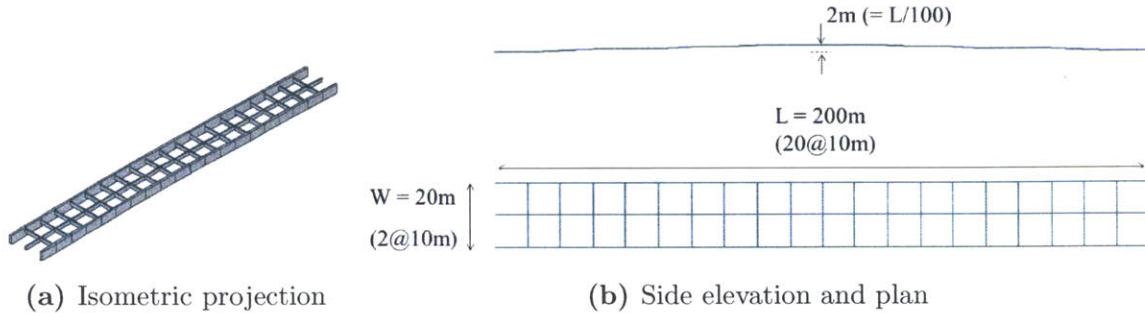 2m (= L/100)
L = 200m
(20@10m)
W = 20m
(2@10m)
(a) Isometric projection
(b) Side elevation and plan